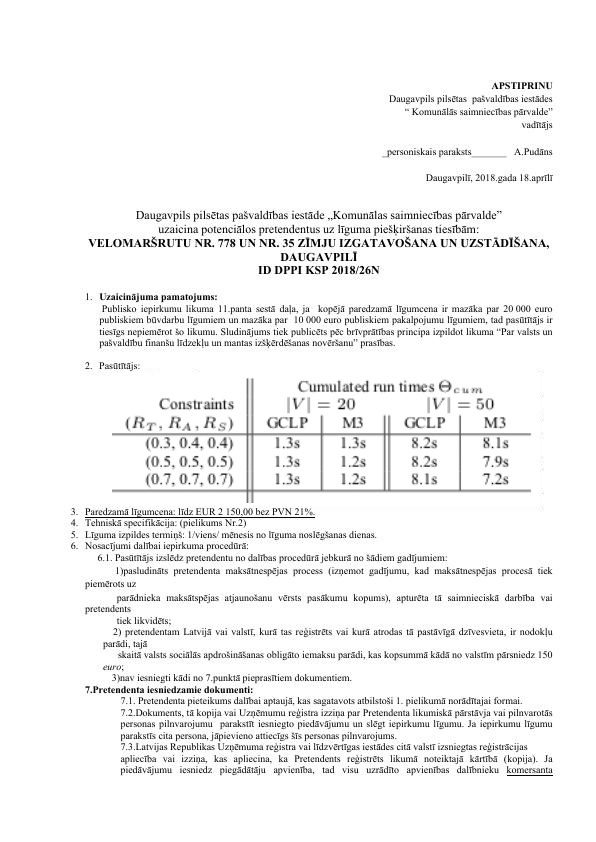 APSTIPRINU
Daugavpils pilsētas  pašvaldības iestādes
“ Komunālās saimniecības pārvalde”
vadītājs
_personiskais paraksts_______   A.Pudāns
Daugavpilī, 2018.gada 18.aprīlī
Daugavpils pilsētas pašvaldības iestāde „Komunālas saimniecības pārvalde”
uzaicina potenciālos pretendentus uz līguma piešķiršanas tiesībām:
VELOMARŠRUTU NR. 778 UN NR. 35 ZĪMJU IZGATAVOŠANA UN UZSTĀDĪŠANA,
DAUGAVPILĪ
ID DPPI KSP 2018/26N
1. Uzaicinājuma pamatojums:
Publisko iepirkumu likuma 11.panta sestā daļa, ja  kopējā paredzamā līgumcena ir mazāka par 20 000 euro
publiskiem būvdarbu līgumiem un mazāka par  10 000 euro publiskiem pakalpojumu līgumiem, tad pasūtītājs ir
tiesīgs nepiemērot šo likumu. Sludinājums tiek publicēts pēc brīvprātības principa izpildot likuma “Par valsts un
pašvaldību finanšu līdzekļu un mantas izšķērdēšanas novēršanu” prasības.
2. Pasūtītājs:
Cumulated run times Θcum
Constraints |V| = 20 |V| = 50
(RT, RA, RS) GCLP M3 GCLP M3
(0.3, 0.4, 0.4) 1.3s 1.3s 8.2s 8.1s
(0.5, 0.5, 0.5) 1.3s 1.2s 8.2s 7.9s
(0.7, 0.7, 0.7) 1.3s 1.2s 8.1s 7.2s
3. Paredzamā līgumcena: līdz EUR 2 150,00 bez PVN 21%.
4. Tehniskā specifikācija: (pielikums Nr.2)
5. Līguma izpildes termiņš: 1/viens/ mēnesis no līguma noslēgšanas dienas.
6. Nosacījumi dalībai iepirkuma procedūrā:
6.1. Pasūtītājs izslēdz pretendentu no dalības procedūrā jebkurā no šādiem gadījumiem:
1)pasludināts pretendenta maksātnespējas process (izņemot gadījumu, kad maksātnespējas procesā tiek
piemērots uz
parādnieka maksātspējas atjaunošanu vērsts pasākumu kopums), apturēta tā saimnieciskā darbība vai
pretendents
tiek likvidēts;
2) pretendentam Latvijā vai valstī, kurā tas reģistrēts vai kurā atrodas tā pastāvīgā dzīvesvieta, ir nodokļu
parādi, tajā
skaitā valsts sociālās apdrošināšanas obligāto iemaksu parādi, kas kopsummā kādā no valstīm pārsniedz 150
euro;
3)nav iesniegti kādi no 7.punktā pieprasītiem dokumentiem.
7.Pretendenta iesniedzamie dokumenti:
7.1. Pretendenta pieteikums dalībai aptaujā, kas sagatavots atbilstoši 1. pielikumā norādītajai formai.
7.2.Dokuments, tā kopija vai Uzņēmumu reģistra izziņa par Pretendenta likumiskā pārstāvja vai pilnvarotās
personas pilnvarojumu  parakstīt iesniegto piedāvājumu un slēgt iepirkumu līgumu. Ja iepirkumu līgumu
parakstīs cita persona, jāpievieno attiecīgs šīs personas pilnvarojums.
7.3.Latvijas Republikas Uzņēmuma reģistra vai līdzvērtīgas iestādes citā valstī izsniegtas reģistrācijas
apliecība vai izziņa, kas apliecina, ka Pretendents reģistrēts likumā noteiktajā kārtībā (kopija). Ja
piedāvājumu iesniedz piegādātāju apvienība, tad visu uzrādīto apvienības dalībnieku komersanta